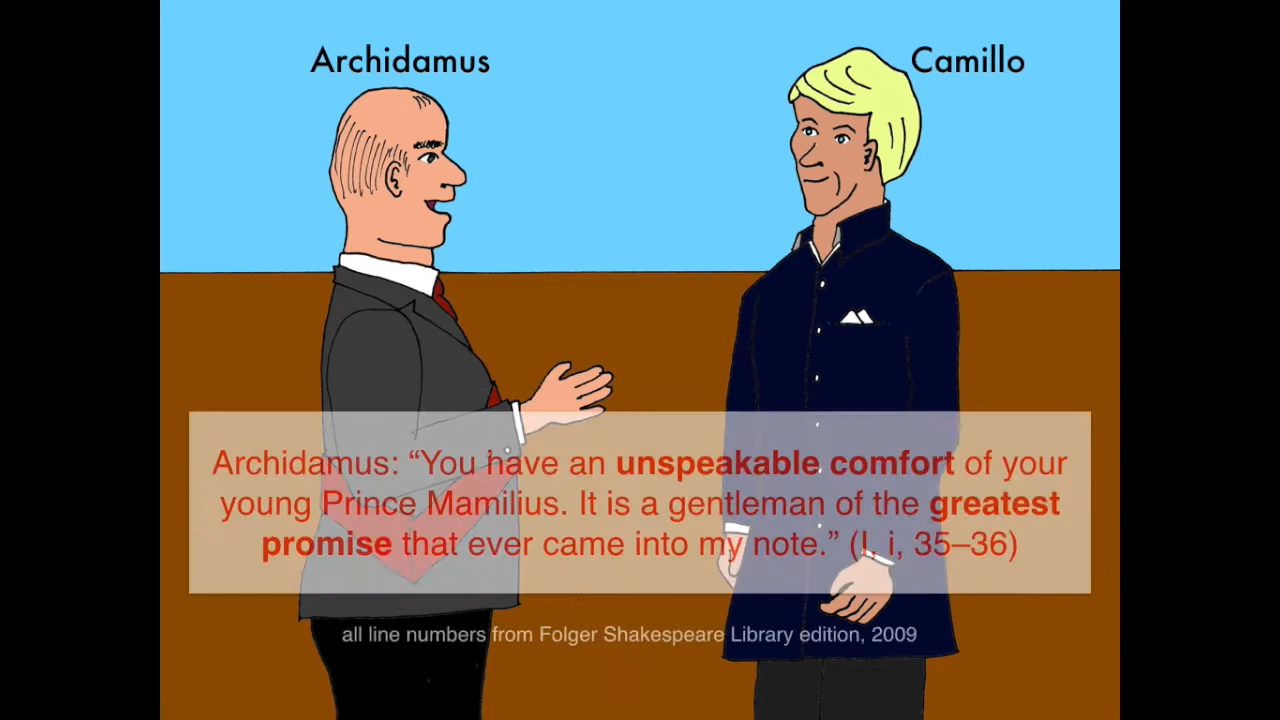 Archidamus
Camillo
Archidamus: “You have an unspeakable comfort of your
young Prince Mamilius. It is a gentleman of the greatest
promise that ever came into my note.” (I, i, 35–36)
all line numbers from Folger Shakespeare Library edition, 2009